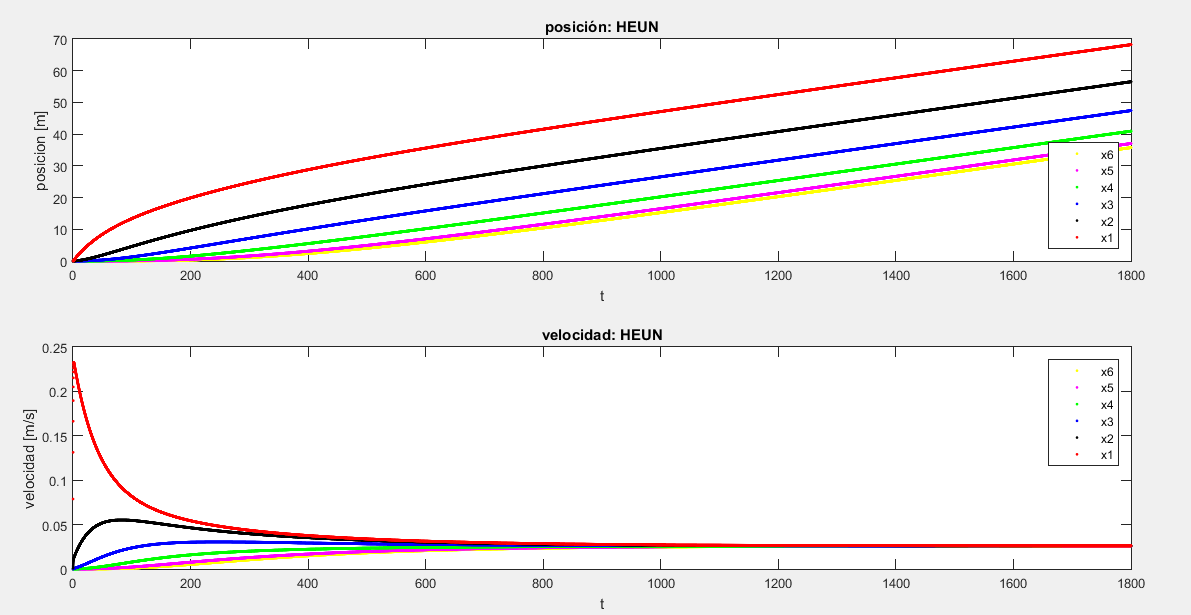 posición: HEUN
70
60
50
40
30
20
10
0
posicion [m]
x6
x5
x4
x3
x2
x1
0 200 400 600 800 1000 1200 1400 1600 1800
t
velocidad: HEUN
0.25
0.2
0.15
0.1
0.05
0
velocidad [m/s]
x6
x5
x4
x3
x2
x1
0 200 400 600 800 1000 1200 1400 1600 1800
t